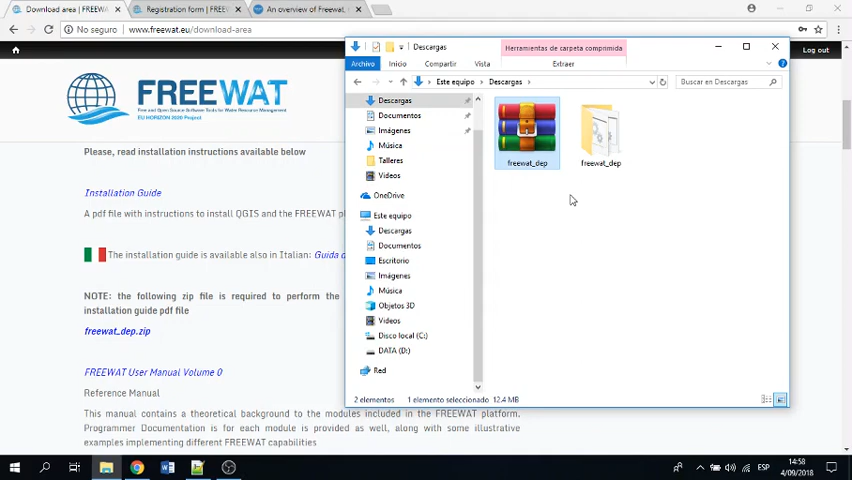 Download area | FREEWAT
Registration form | FREEWAT
An overview of Freewat,
No seguro
www.freewat.eu/download-area
Log out
FREEWAT
Free and Open Source Software Tools for Water Resource Management
EU HORIZON 2020 Project
Please, read installation instructions available below
Installation Guide
A pdf file with instructions to install QGIS and the FREEWAT pl
The installation guide is available also in Italian: Guida d
NOTE: the following zip file is required to perform the
installation guide pdf file
freewat_dep.zip
FREEWAT User Manual Volume 0
Reference Manual
This manual contains a theoretical background to the modules included in the FREEWAT platform.
Programmer Documentation is for each module is provided as well, along with some illustrative
examples implementing different FREEWAT capabilities
Descargas
Herramientas de carpeta comprimida
Archivo
Inicio
Compartir
Vista
Extraer
Este equipo
Descargas
Buscar en Descargas
Descargas
Documentos
Imágenes
Música
Talleres
Videos
OneDrive
Este equipo
Descargas
Documentos
Escritorio
Imágenes
Música
Objetos 3D
Videos
Disco local (C:)
DATA (D:)
Red
freewat_dep
freewat_dep
2 elementos
1 elemento seleccionado 12.4 MB
ESP
14:58
4/09/2018